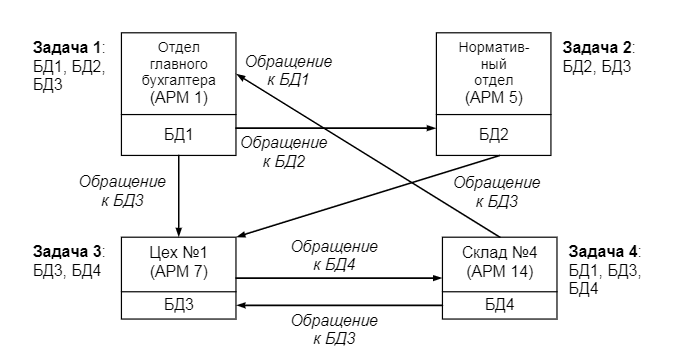 Задача 1:
БД1, БД2,
БД3
Отдел
главного
бухгалтера
(АРМ 1)
БД1
Обращение
к БД1
Норматив-
ный
отдел
(АРМ 5)
БД2
Задача 2:
БД2, БД3
Обращение
к БД2
Обращение
к БД3
Обращение
к БД3
Задача 3:
БД3, БД4
Цех №1
(АРМ 7)
БД3
Обращение
к БД4
Склад №4
(АРМ 14)
БД4
Задача 4:
БД1, БД3,
БД4
Обращение
к БД3